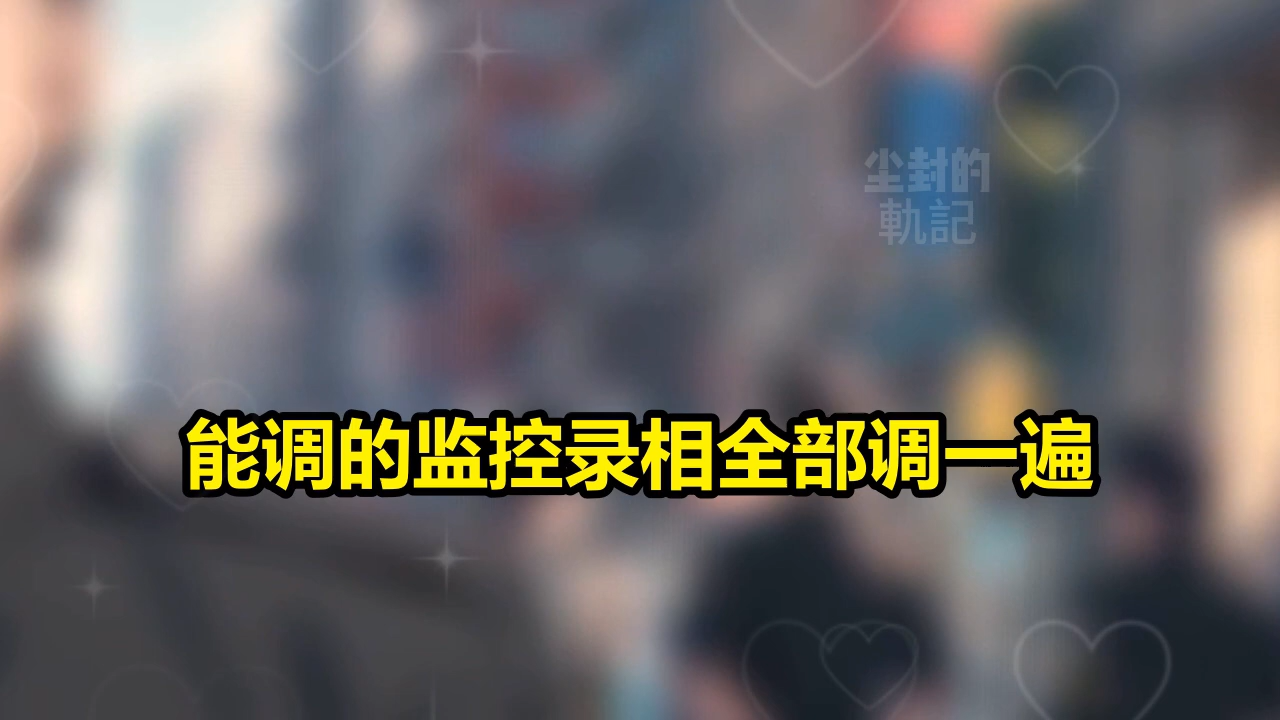 尘封的
軌記
能调的监控录相全部调一遍